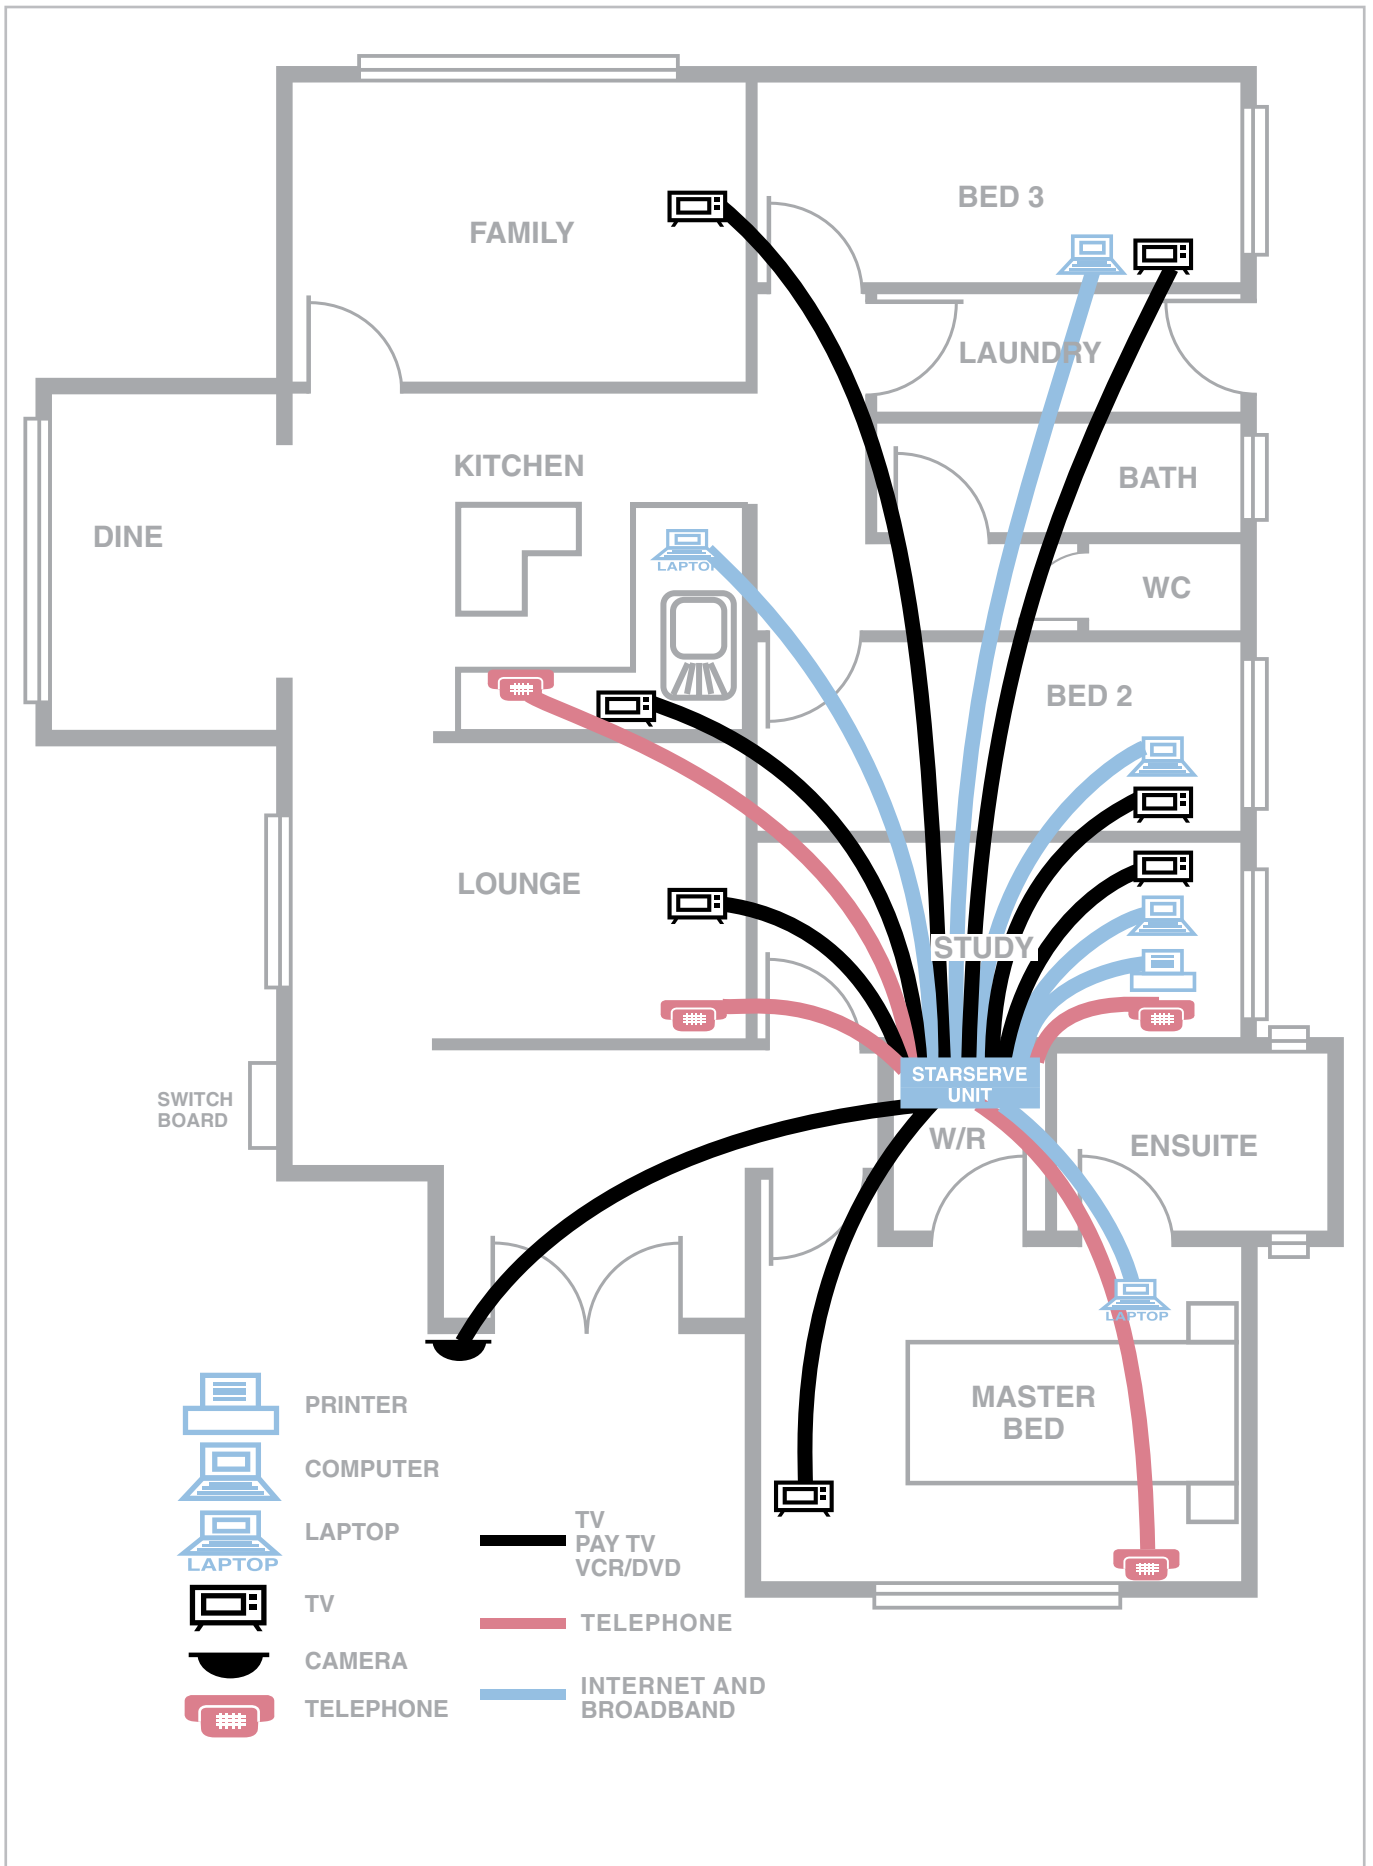 FAMILY
BED 3
LAUNDRY
KITCHEN
BATH
DINE
LAPTOP
WC
BED 2
LOUNGE
STUDY
STARSERVE
UNIT
SWITCH
BOARD
W/R
ENSUITE
LAPTOP
MASTER
BED
PRINTER
COMPUTER
LAPTOP
LAPTOP
TV
CAMERA
TELEPHONE
TV
PAY TV
VCR/DVD
TELEPHONE
INTERNET AND
BROADBAND